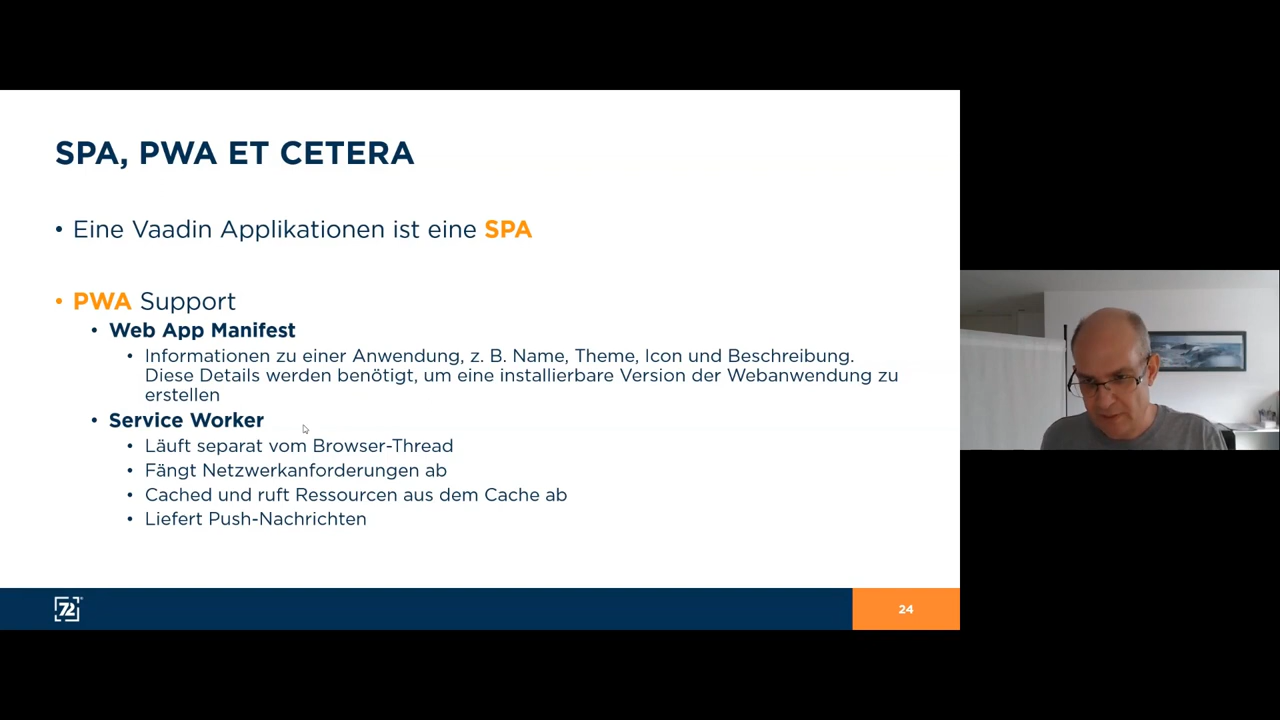 SPA, PWA ET CETERA
• Eine Vaadin Applikationen ist eine SPA
• PWA Support
• Web App Manifest
• Informationen zu einer Anwendung, z. B. Name, Theme, Icon und Beschreibung.
Diese Details werden benötigt, um eine installierbare Version der Webanwendung zu
erstellen
• Service Worker
• Läuft separat vom Browser-Thread
• Fängt Netzwerkanforderungen ab
• Cached und ruft Ressourcen aus dem Cache ab
• Liefert Push-Nachrichten
72
24